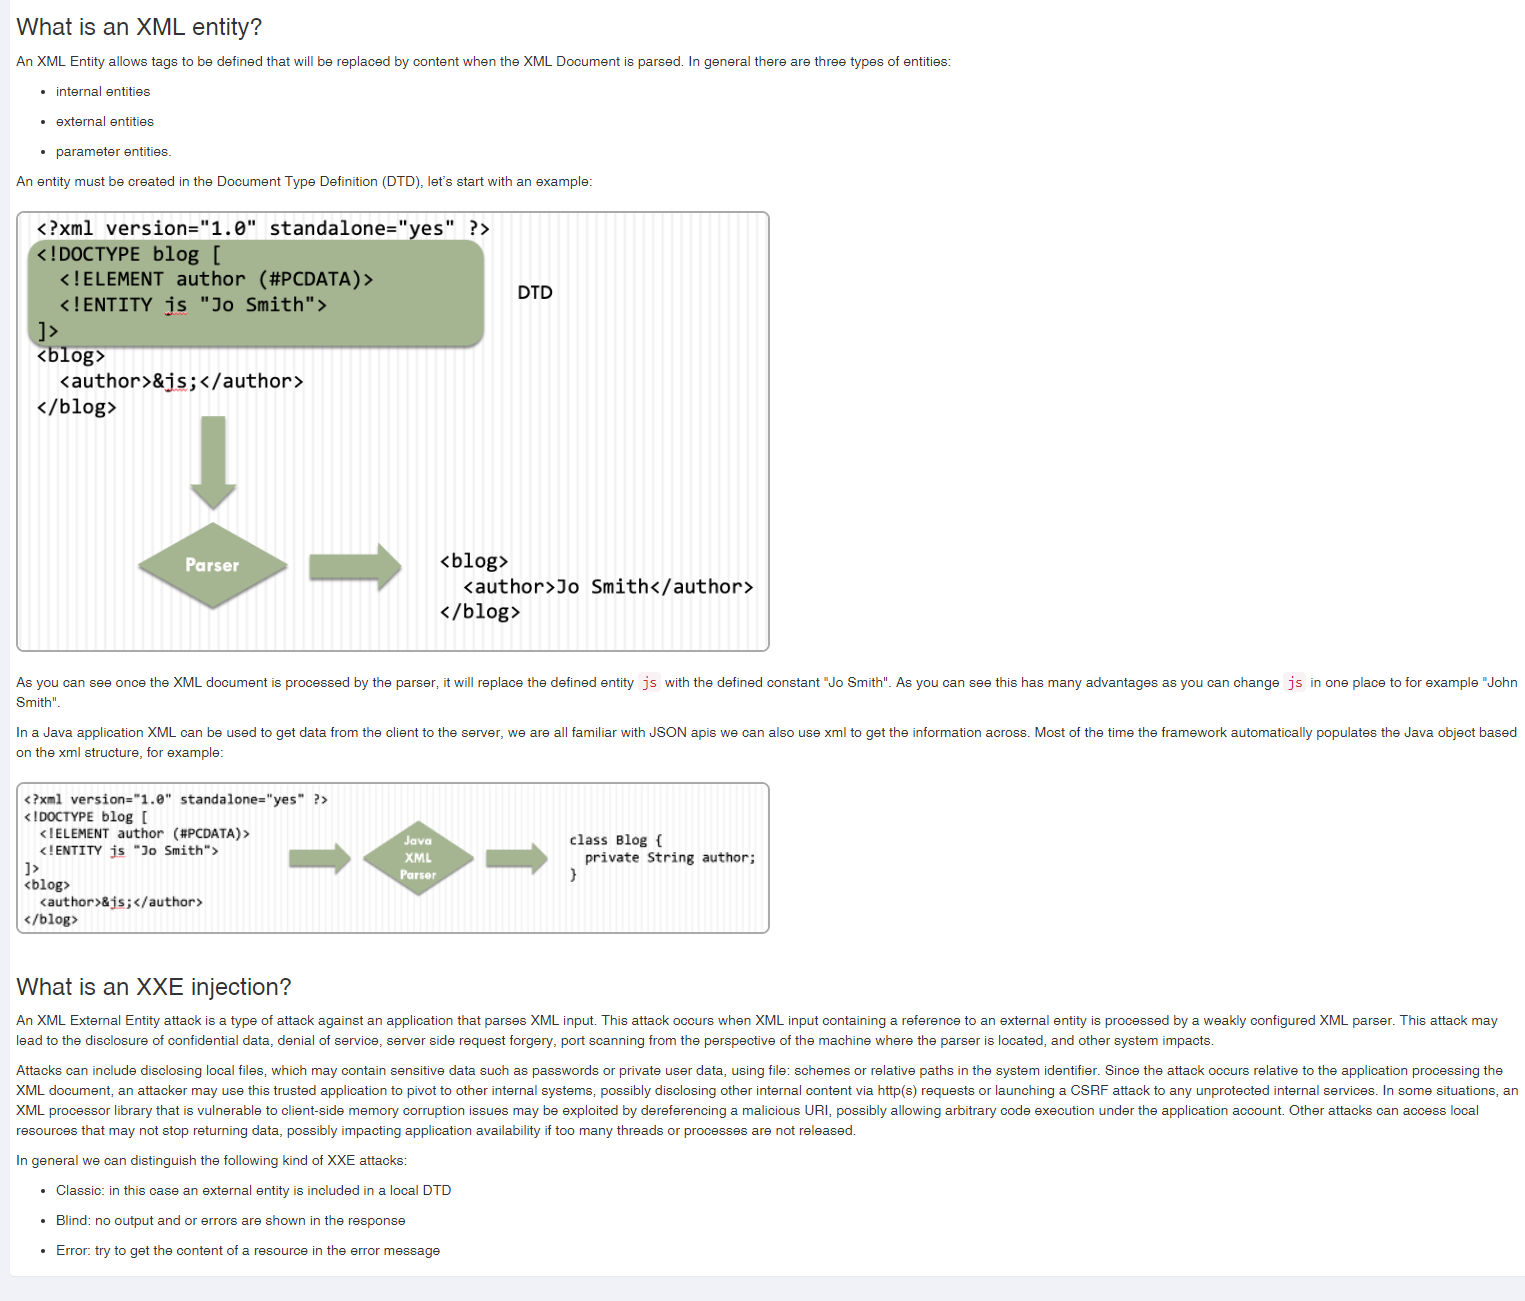 What is an XML entity?
An XML Entity allows tags to be defined that will be replaced by content when the XML Document is parsed. In general there are three types of entities:
• internal entities
• external entities
• parameter entities.
An entity must be created in the Document Type Definition (DTD), let's start with an example:
<?xml version="1.0" standalone="yes" ?>
<!DOCTYPE blog [
<!ELEMENT author (#PCDATA)>
<!ENTITY js "Jo Smith">
]>
DTD
<blog>
<author>&js;</author>
</blog>
Parser
<blog>
<author>Jo Smith</author>
</blog>
As you can see once the XML document is processed by the parser, it will replace the defined entity js with the defined constant "Jo Smith". As you can see this has many advantages as you can change js in one place to for example "John
Smith".
In a Java application XML can be used to get data from the client to the server, we are all familiar with JSON apis we can also use xml to get the information across. Most of the time the framework automatically populates the Java object based
on the xml structure, for example:
<?xml version="1.0" standalone="yes" ?>
<!DOCTYPE blog [
<!ELEMENT author (#PCDATA)>
<!ENTITY js "Jo Smith">
]>
<blog>
<author>&js;</author>
</blog>
Java
XML
Parser
class Blog {
private String author;
}
What is an XXE injection?
An XML External Entity attack is a type of attack against an application that parses XML input. This attack occurs when XML input containing a reference to an external entity is processed by a weakly configured XML parser. This attack may
lead to the disclosure of confidential data, denial of service, server side request forgery, port scanning from the perspective of the machine where the parser is located, and other system impacts.
Attacks can include disclosing local files, which may contain sensitive data such as passwords or private user data, using file: schemes or relative paths in the system identifier. Since the attack occurs relative to the application processing the
XML document, an attacker may use this trusted application to pivot to other internal systems, possibly disclosing other internal content via http(s) requests or launching a CSRF attack to any unprotected internal services. In some situations, an
XML processor library that is vulnerable to client-side memory corruption issues may be exploited by dereferencing a malicious URI, possibly allowing arbitrary code execution under the application account. Other attacks can access local
resources that may not stop returning data, possibly impacting application availability if too many threads or processes are not released.
In general we can distinguish the following kind of XXE attacks:
• Classic: in this case an external entity is included in a local DTD
• Blind: no output and or errors are shown in the response
• Error: try to get the content of a resource in the error message